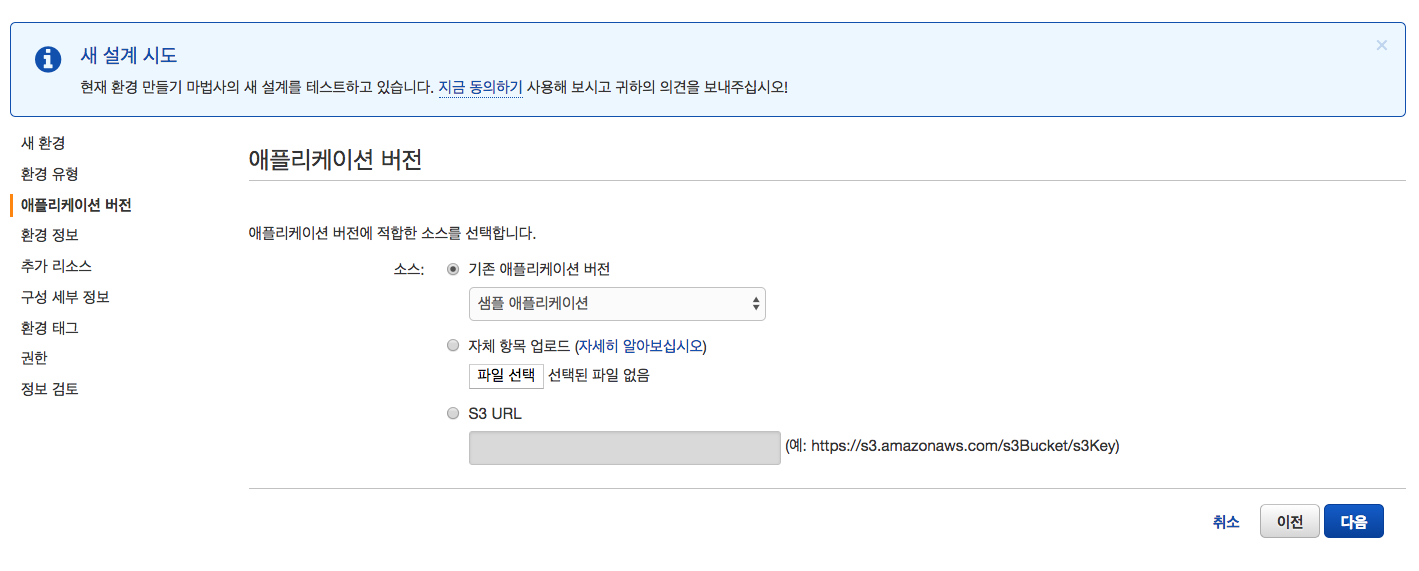 새 설계 시도
현재 환경 만들기 마법사의 새 설계를 테스트하고 있습니다. 지금 동의하기 사용해 보시고 귀하의 의견을 보내주십시오!
새 환경
환경 유형
애플리케이션 버전
환경 정보
추가 리소스
구성 세부 정보
환경 태그
권한
정보 검토
애플리케이션 버전
애플리케이션 버전에 적합한 소스를 선택합니다.
소스: 기존 애플리케이션 버전
샘플 애플리케이션
자체 항목 업로드 (자세히 알아보십시오)
파일 선택 선택된 파일 없음
S3 URL
(예: https://s3.amazonaws.com/s3Bucket/s3Key)
취소 이전 다음